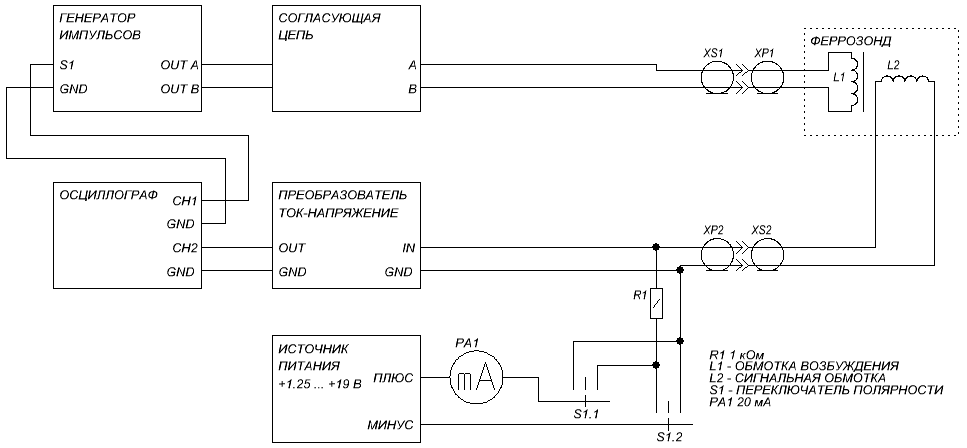 ГЕНЕРАТОР
ИМПУЛЬСОВ
S1
OUT A
GND
OUT B
СОГЛАСУЮЩАЯ
ЦЕПЬ
A
B
XS1
XP1
ФЕРРОЗОНД
L1
L2
ОСЦИЛЛОГРАФ
CH1
GND
CH2
GND
ПРЕОБРАЗОВАТЕЛЬ
ТОК-НАПРЯЖЕНИЕ
OUT
IN
GND
GND
XP2
XS2
R1
ИСТОЧНИК
ПИТАНИЯ
+1.25 ... +19 В
ПЛЮС
МИНУС
PA1
mA
S1.1
S1.2
R1 1 кОм
L1 - ОБМОТКА ВОЗБУЖДЕНИЯ
L2 - СИГНАЛЬНАЯ ОБМОТКА
S1 - ПЕРЕКЛЮЧАТЕЛЬ ПОЛЯРНОСТИ
PA1 20 мА